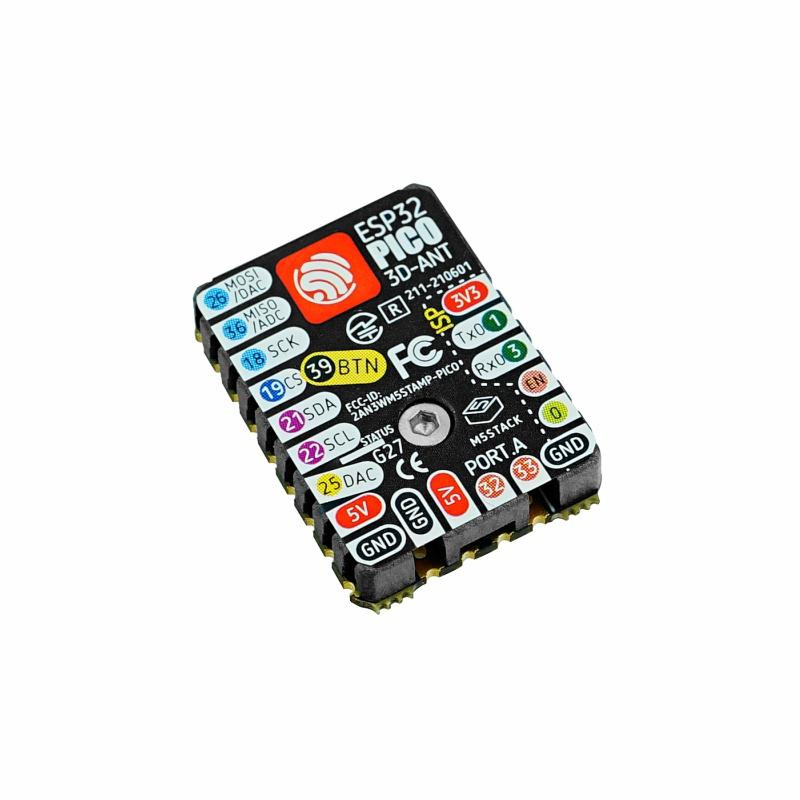 ESP32
PICO
3D-ANT
R 211-210601
26 MOSI
/DAC
36 MISO
/ADC
18 SCK
19 CS
21 SDA
22 SCL
25 DAC
5V
GND
39 BTN
FC
FCC-ID:
2AN3WM5STAMP-PICO
STATUS
G27
CE
ISP
3V3
Tx0 1
Rx0 3
EN
0
M5STACK
PORT.A
GND
5V
32
33
GND